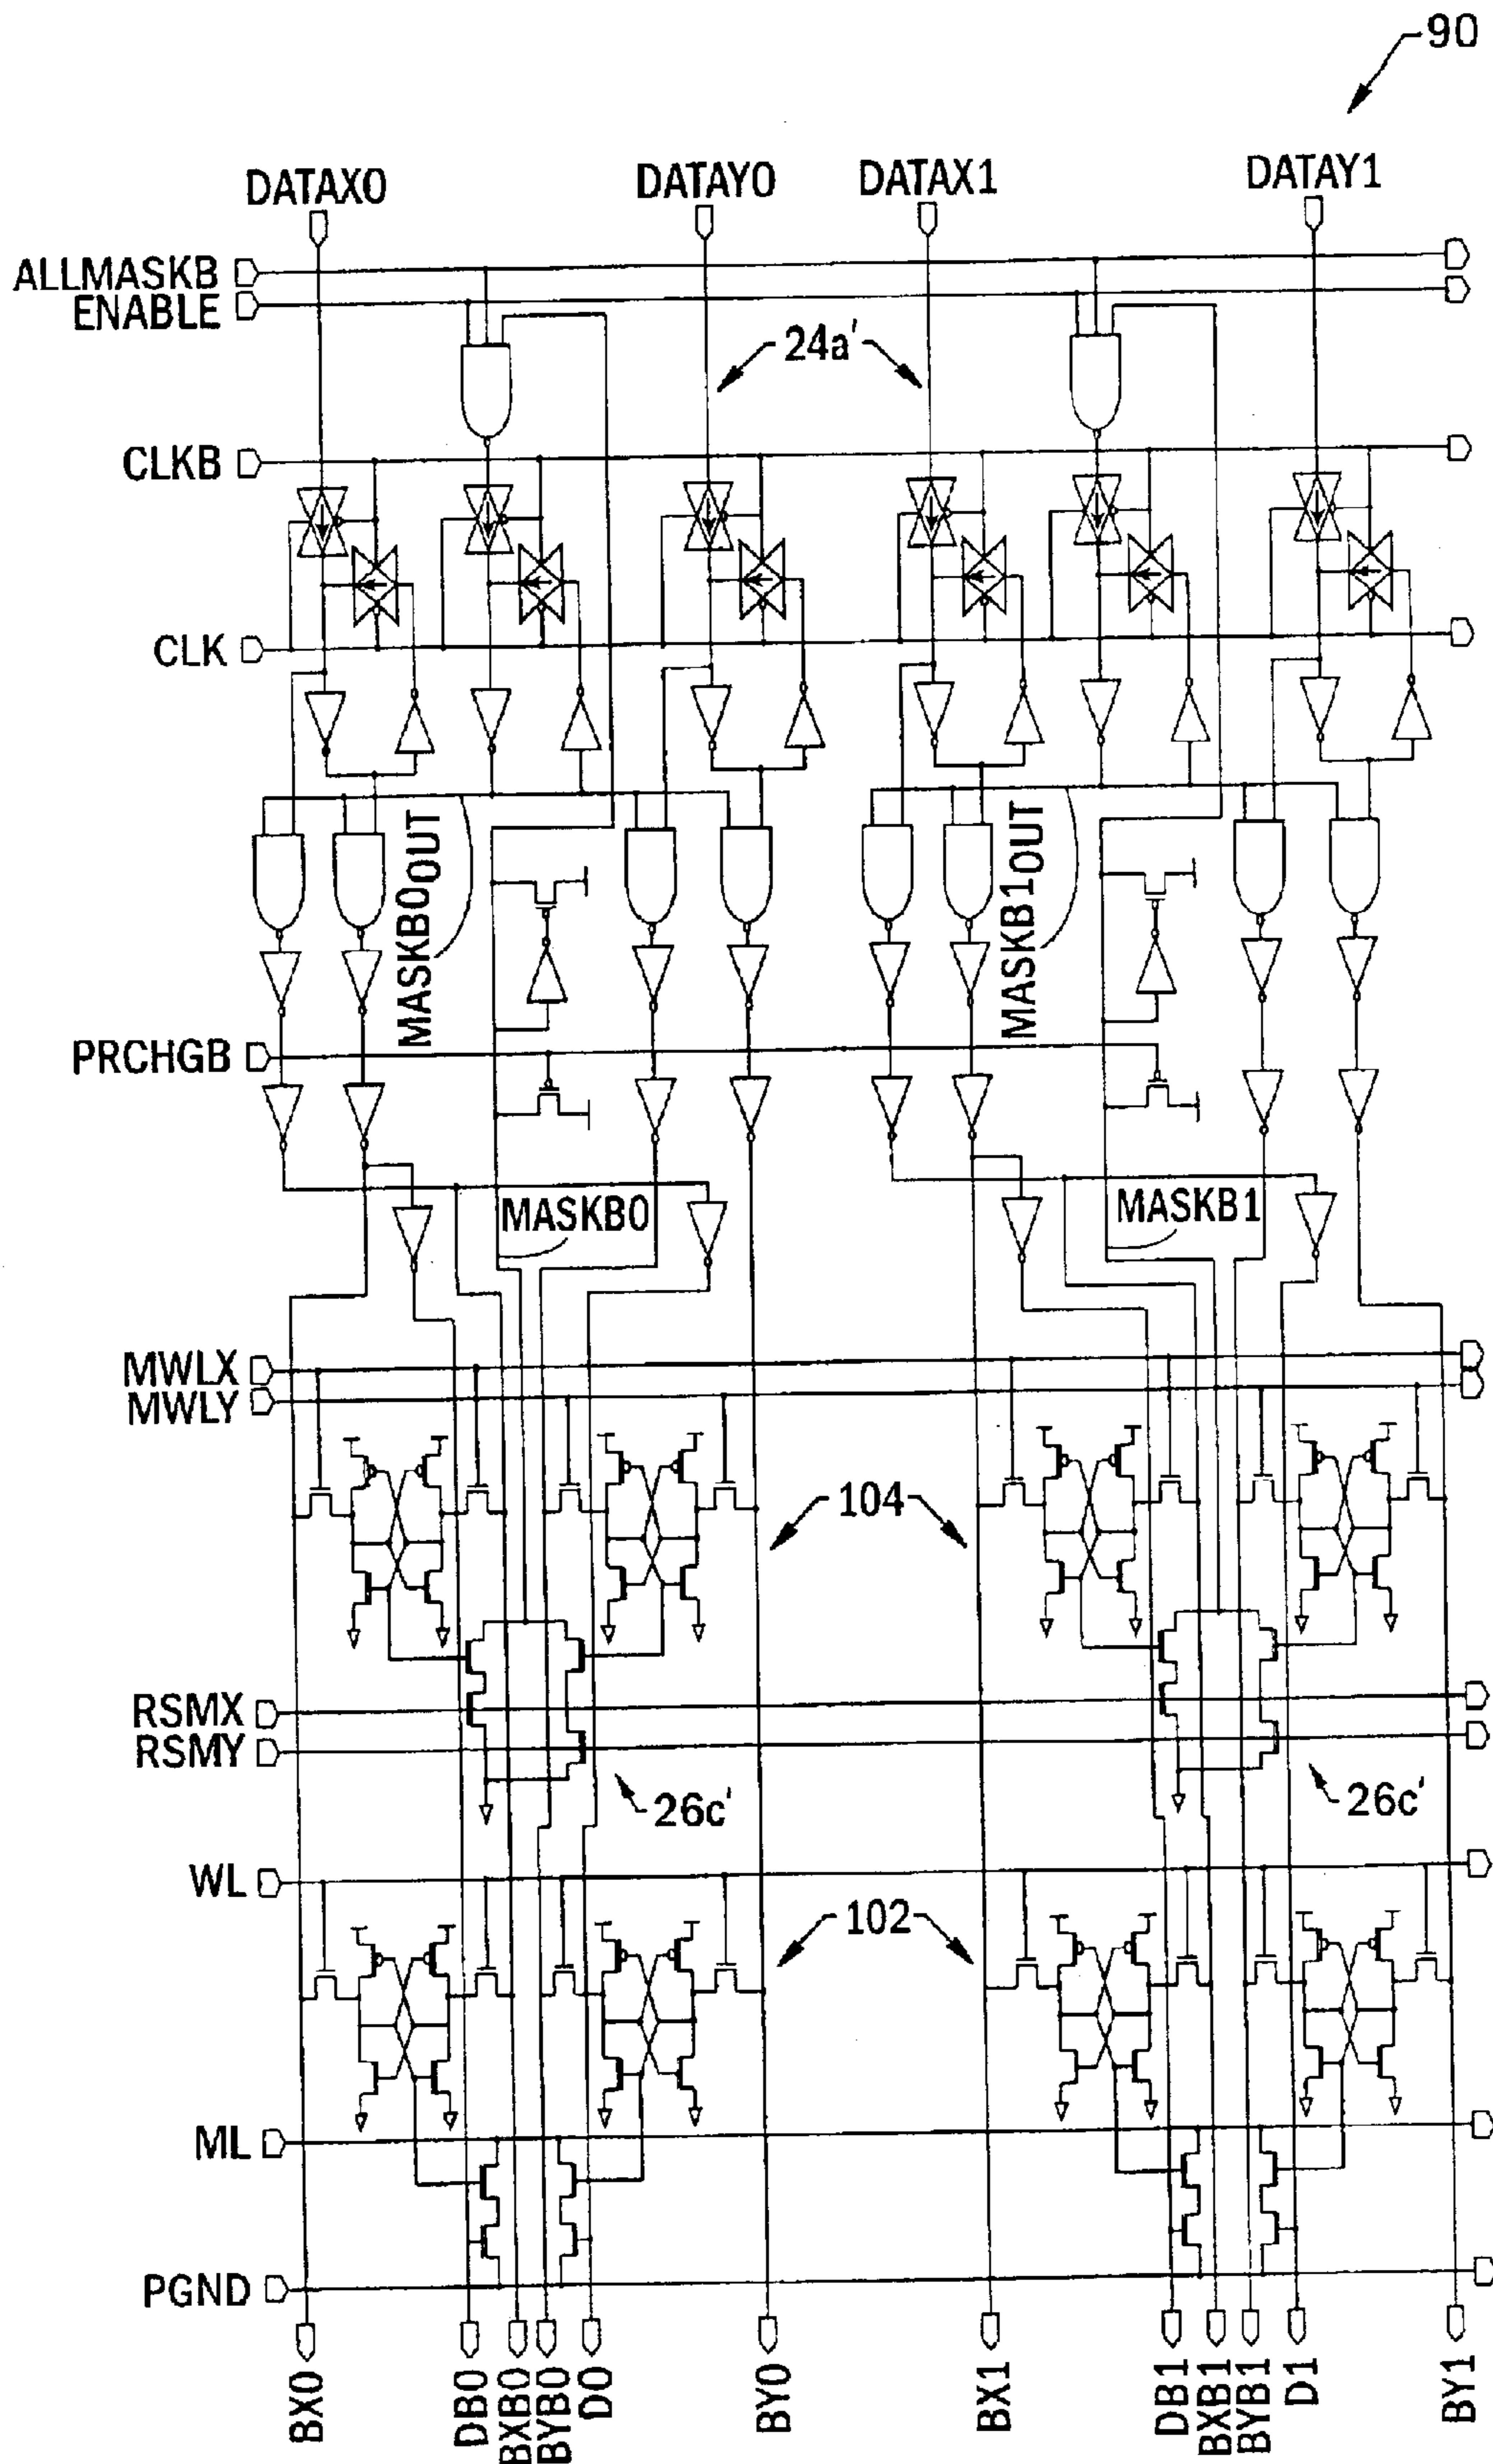 90
DATAX0
DATAY0
DATAX1
DATAY1
ALLMASKB
ENABLE
24a'
CLKB
CLK
MASKB0OUT
MASKB1OUT
PRCHGB
MASKB0
MASKB1
MWLX
MWLY
104
RSMX
RSMY
26c'
26c'
WL
102
ML
PGND
BX0
DB0
BXB0
BYB0
D0
BY0
BX1
DB1
BXB1
BYB1
D1
BY1